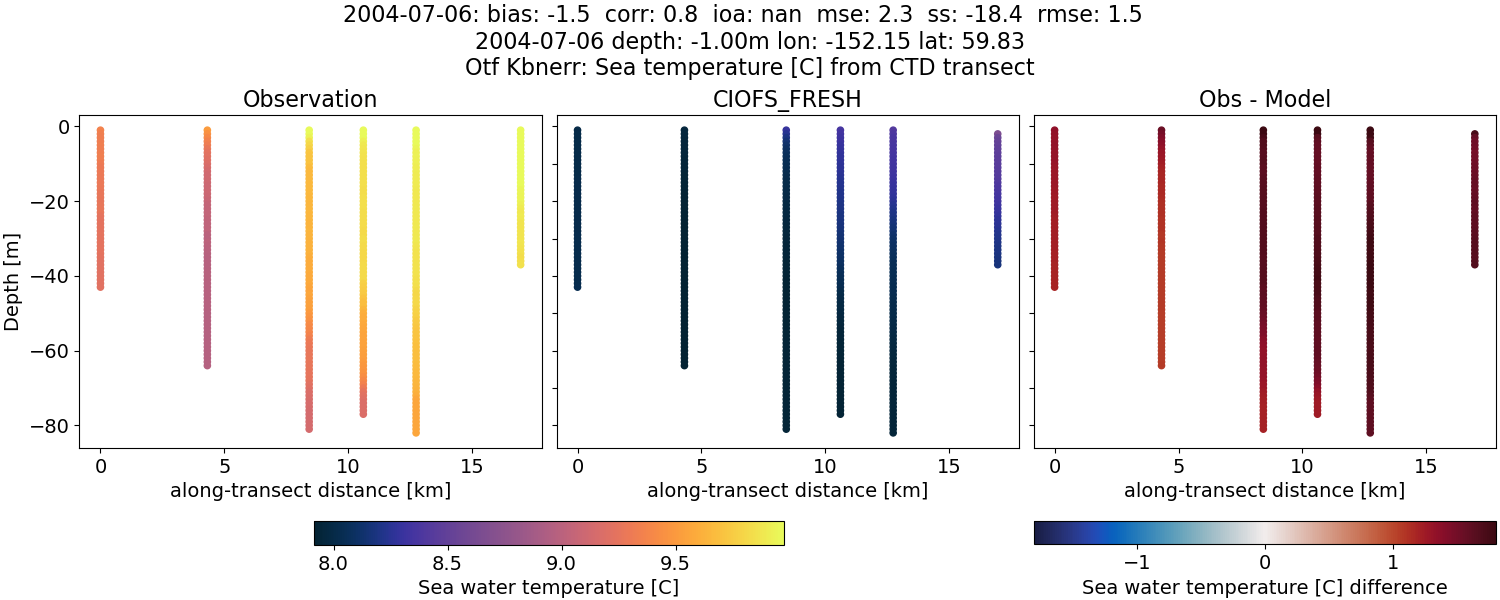 2004-07-06: bias: -1.5  corr: 0.8  ioa: nan  mse: 2.3  ss: -18.4  rmse: 1.5
2004-07-06 depth: -1.00m lon: -152.15 lat: 59.83
Otf Kbnerr: Sea temperature [C] from CTD transect
Observation
CIOFS_FRESH
Obs - Model
Depth [m]
0
−20
−40
−60
−80
0 5 10 15
0 5 10 15
0 5 10 15
along-transect distance [km]
along-transect distance [km]
along-transect distance [km]
8.0 8.5 9.0 9.5
Sea water temperature [C]
−1 0 1
Sea water temperature [C] difference